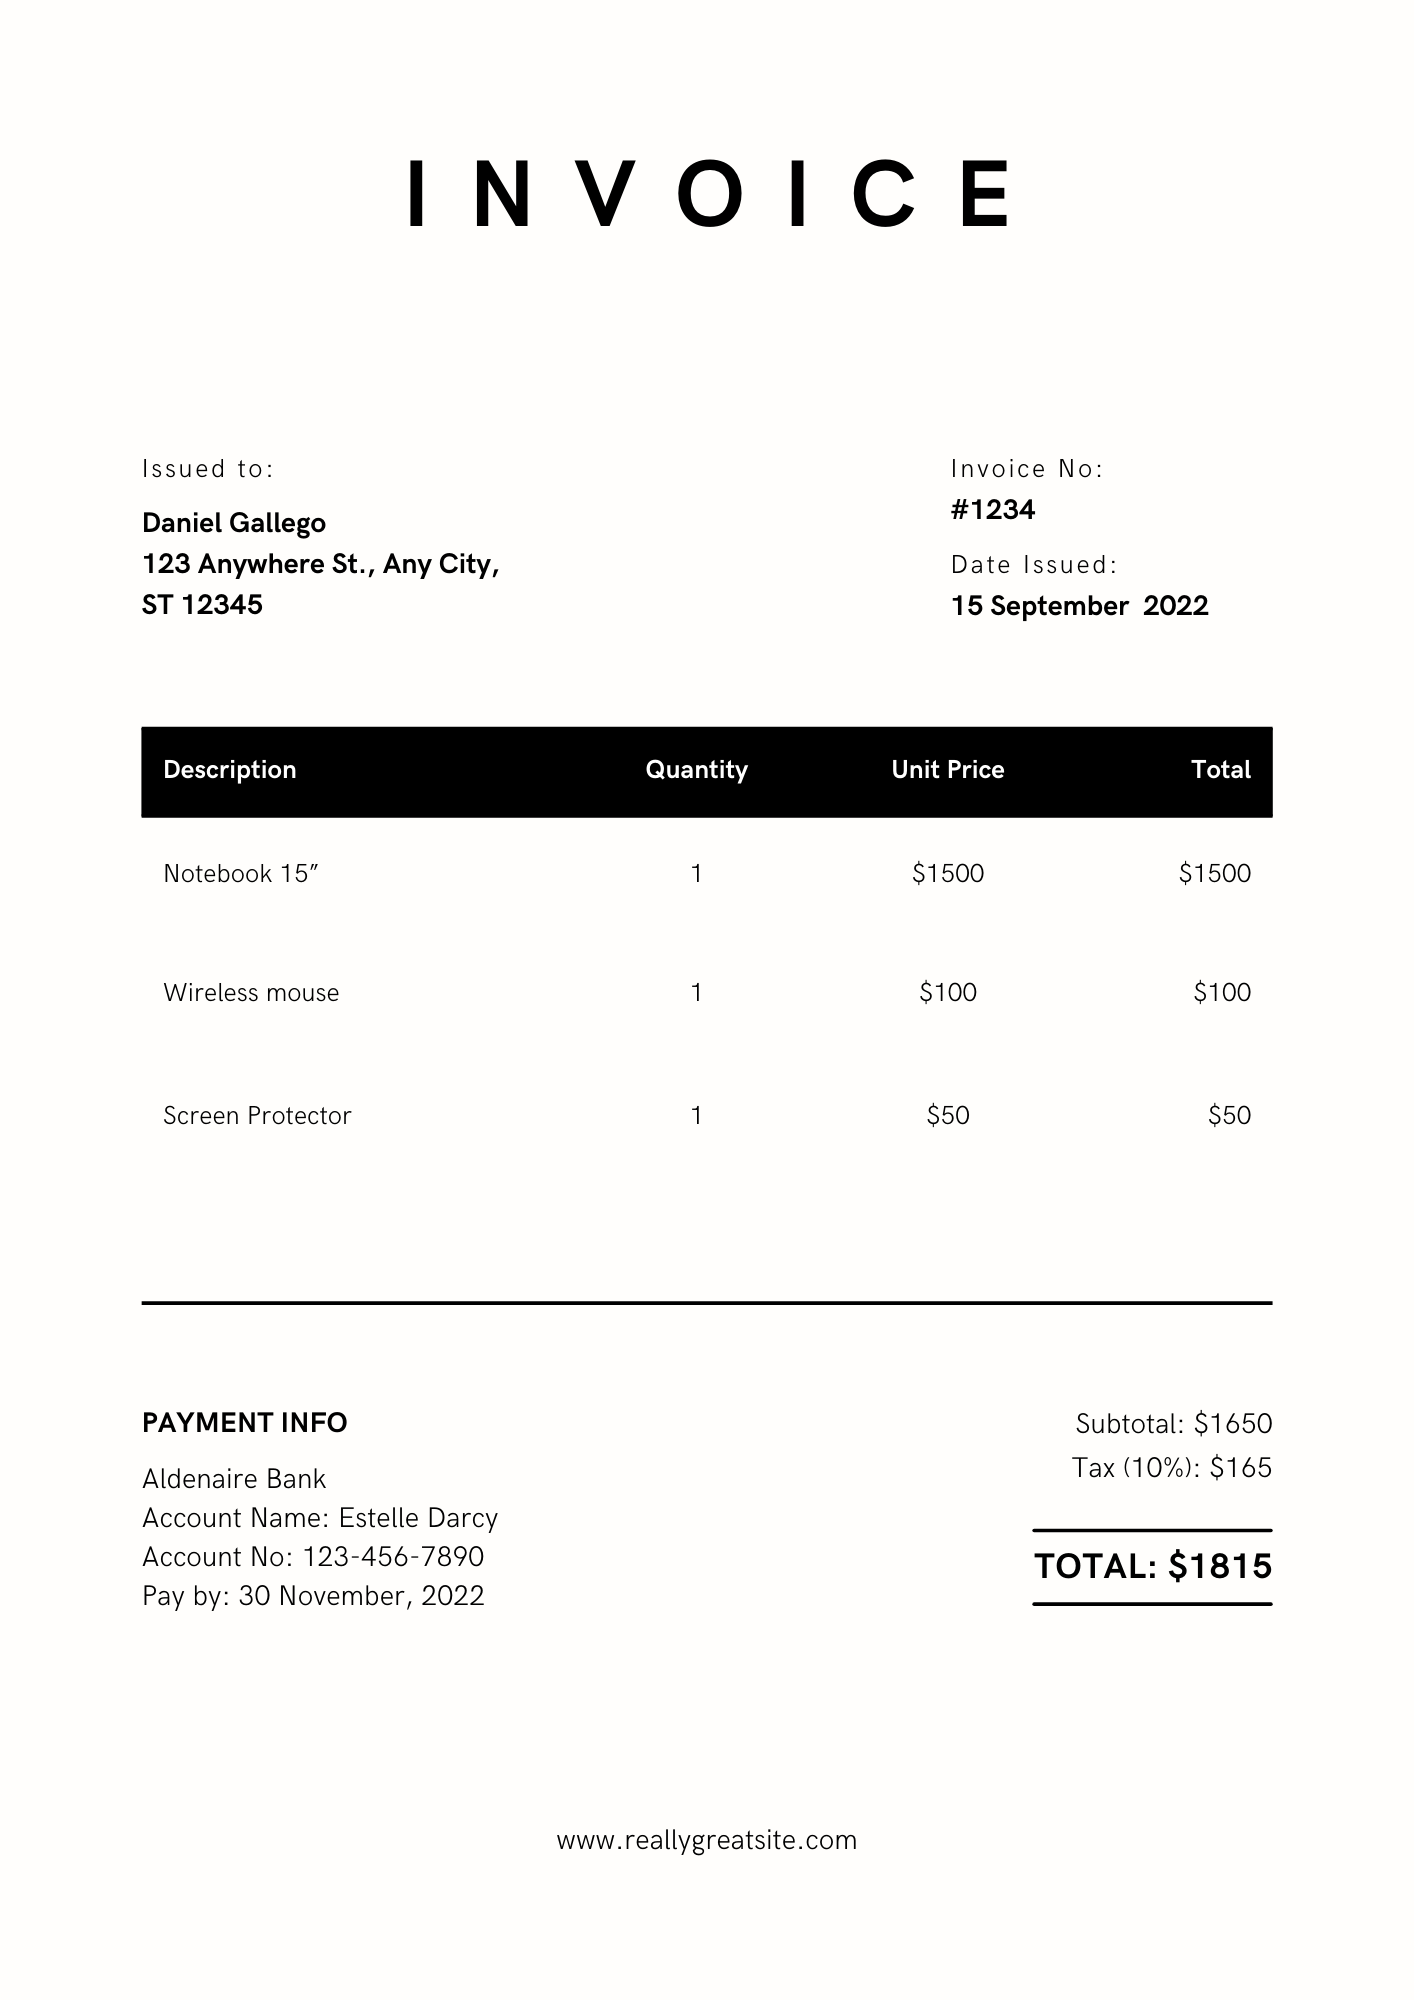 INVOICE
Issued to:
Daniel Gallego
123 Anywhere St., Any City,
ST 12345
Invoice No:
#1234
Date Issued:
15 September  2022
Description Quantity Unit Price Total
Notebook 15” 1 $1500 $1500
Wireless mouse 1 $100 $100
Screen Protector 1 $50 $50
PAYMENT INFO
Aldenaire Bank
Account Name: Estelle Darcy
Account No: 123-456-7890
Pay by: 30 November, 2022
Subtotal: $1650
Tax (10%): $165
TOTAL: $1815
www.reallygreatsite.com